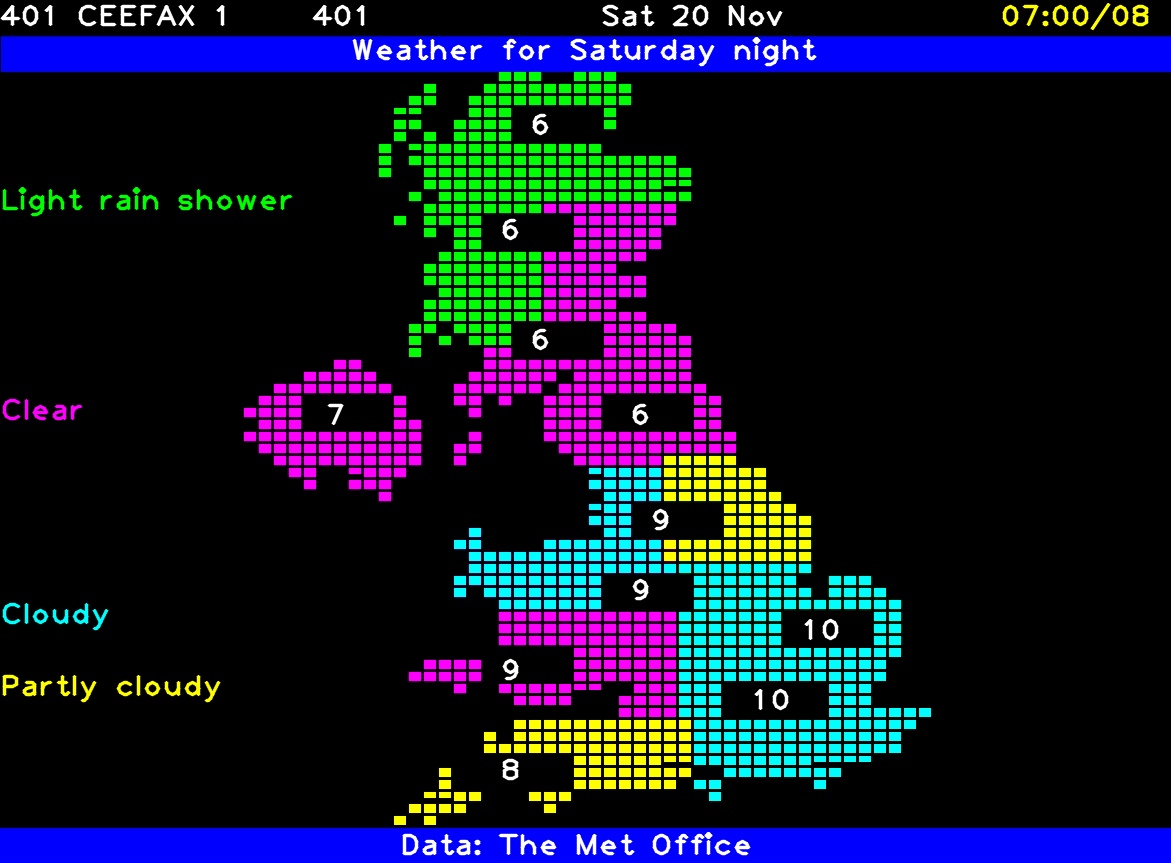 401 CEEFAX 1 401 Sat 20 Nov 07:00/08
Weather for Saturday night
6
Light rain shower
6
6
Clear
7 6
9
9
Cloudy
10
9
Partly cloudy
10
8
Data: The Met Office